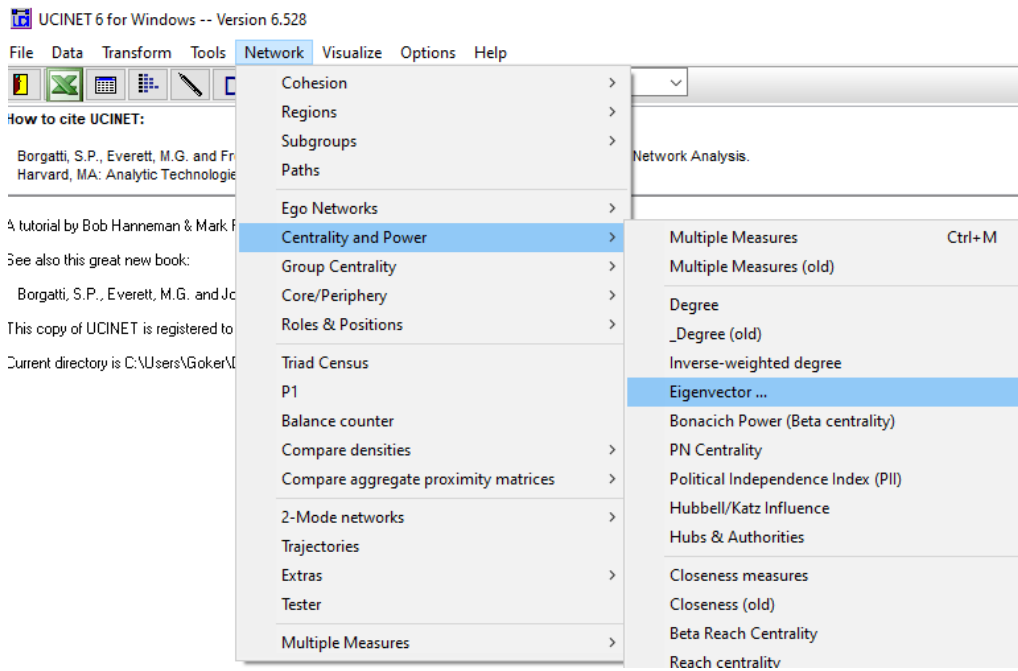 UCINET 6 for Windows -- Version 6.528
File Data Transform Tools Network Visualize Options Help
How to cite UCINET:
Borgatti, S.P., Everett, M.G. and Network Analysis.
Harvard, MA: Analytic
A tutorial by Bob Hanneman & Mark
See also this great new book:
Borgatti, S.P., Everett, M.G. and
This copy of UCINET is registered to
Current directory is C:\Users\Goker\
Cohesion
Regions
Subgroups
Paths
Ego Networks
Centrality and Power
Group Centrality
Core/Periphery
Roles & Positions
Triad Census
P1
Balance counter
Compare densities
Compare aggregate proximity matrices
2-Mode networks
Trajectories
Extras
Tester
Multiple Measures
Multiple Measures Ctrl+M
Multiple Measures (old)
Degree
_Degree (old)
Inverse-weighted degree
Eigenvector ...
Bonacich Power (Beta centrality)
PN Centrality
Political Independence Index (PII)
Hubbell/Katz Influence
Hubs & Authorities
Closeness measures
Closeness (old)
Beta Reach Centrality
Reach centrality